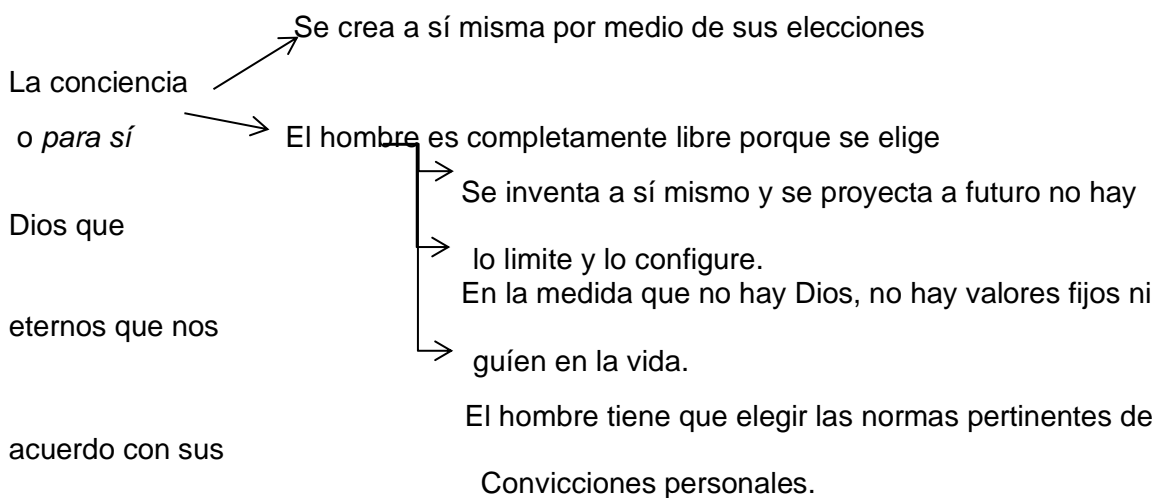 Se crea a sí misma por medio de sus elecciones
La conciencia
o para sí El hombre es completamente libre porque se elige
Se inventa a sí mismo y se proyecta a futuro no hay
Dios que
lo limite y lo configure.
En la medida que no hay Dios, no hay valores fijos ni
eternos que nos
guíen en la vida.
El hombre tiene que elegir las normas pertinentes de
acuerdo con sus
Convicciones personales.